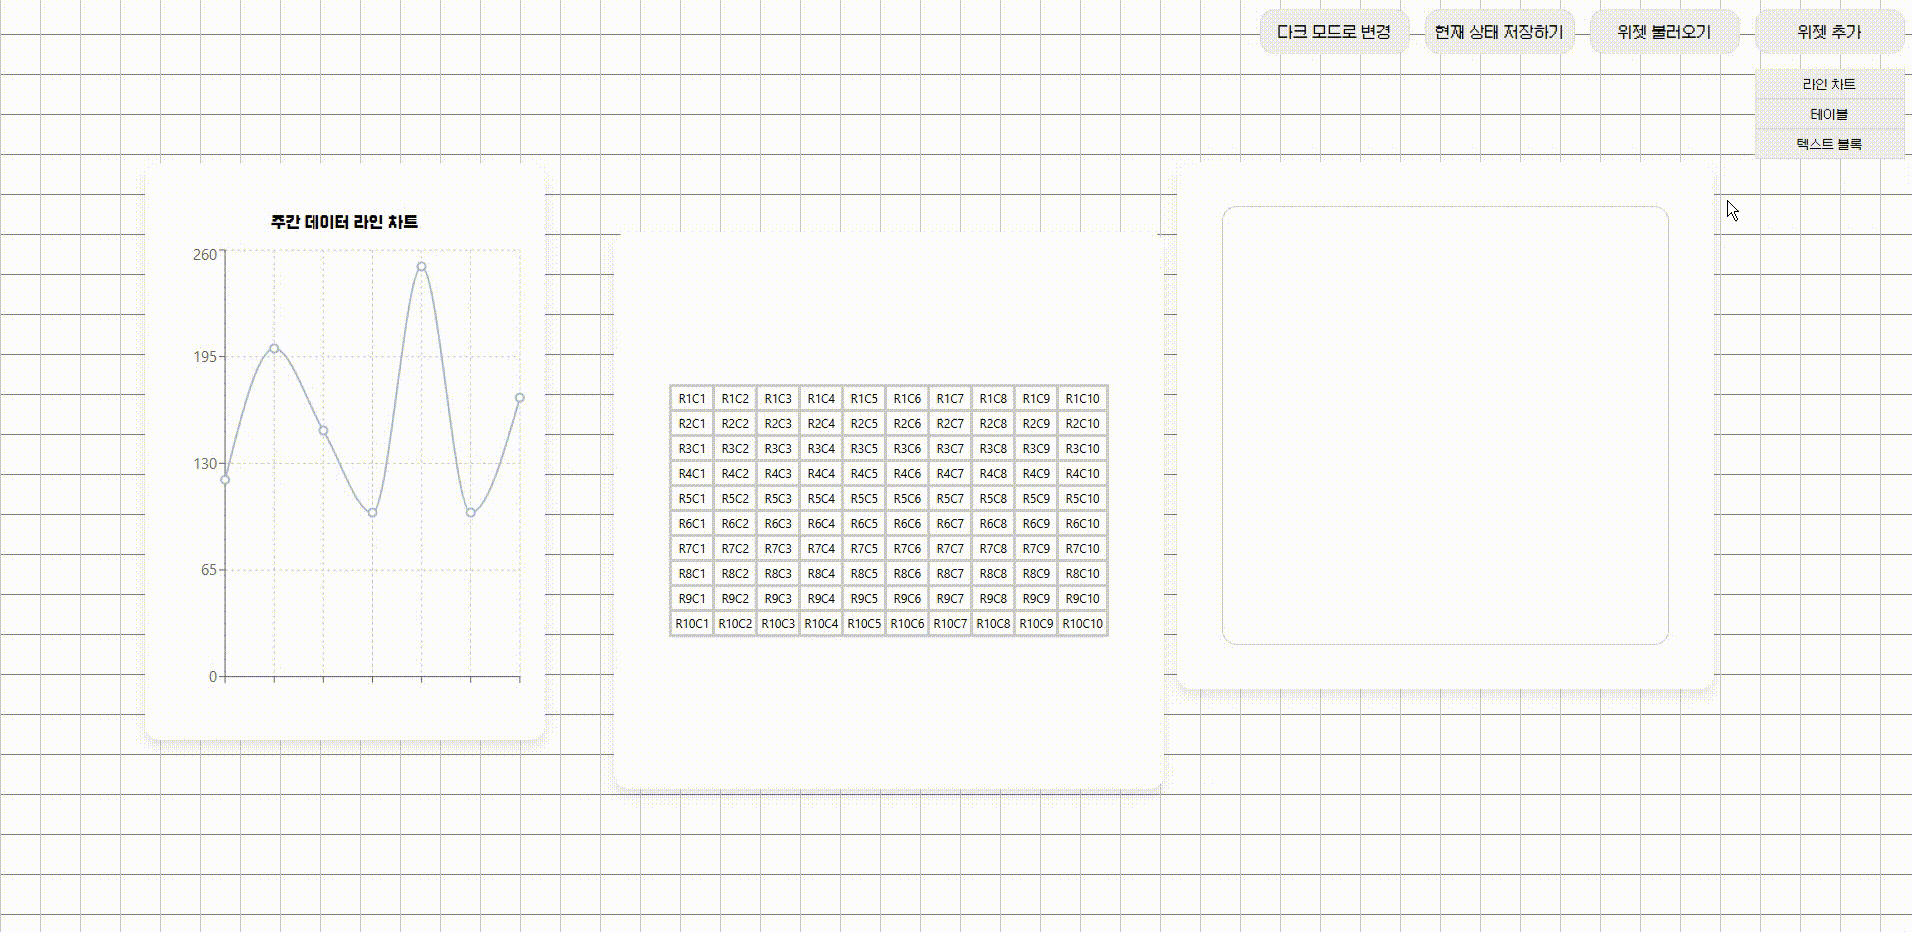 다크 모드로 변경 현재 상태 저장하기 위젯 불러오기 위젯 추가
라인 차트
테이블
텍스트 블록
주간 데이터 라인 차트
260
195
130
65
0
R1C1 R1C2 R1C3 R1C4 R1C5 R1C6 R1C7 R1C8 R1C9 R1C10
R2C1 R2C2 R2C3 R2C4 R2C5 R2C6 R2C7 R2C8 R2C9 R2C10
R3C1 R3C2 R3C3 R3C4 R3C5 R3C6 R3C7 R3C8 R3C9 R3C10
R4C1 R4C2 R4C3 R4C4 R4C5 R4C6 R4C7 R4C8 R4C9 R4C10
R5C1 R5C2 R5C3 R5C4 R5C5 R5C6 R5C7 R5C8 R5C9 R5C10
R6C1 R6C2 R6C3 R6C4 R6C5 R6C6 R6C7 R6C8 R6C9 R6C10
R7C1 R7C2 R7C3 R7C4 R7C5 R7C6 R7C7 R7C8 R7C9 R7C10
R8C1 R8C2 R8C3 R8C4 R8C5 R8C6 R8C7 R8C8 R8C9 R8C10
R9C1 R9C2 R9C3 R9C4 R9C5 R9C6 R9C7 R9C8 R9C9 R9C10
R10C1 R10C2 R10C3 R10C4 R10C5 R10C6 R10C7 R10C8 R10C9 R10C10